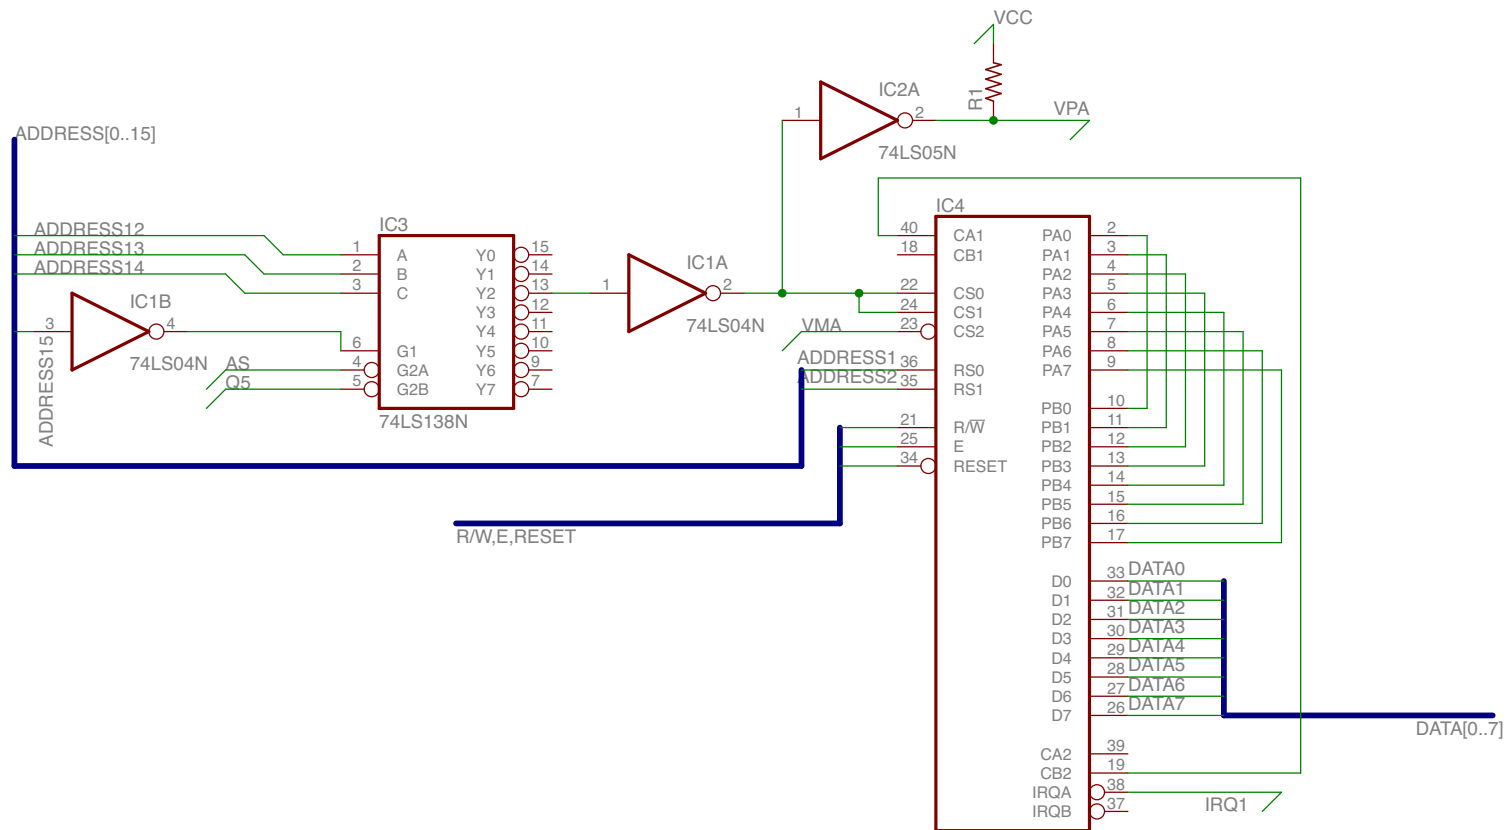 VCC
R1
VPA
IC2A
1
2
74LS05N
ADDRESS[0..15]
ADDRESS12
ADDRESS13
ADDRESS14
IC1B
3
4
74LS04N
ADDRESS15
AS
Q5
IC3
1 A
2 B
3 C
6 G1
4 G2A
5 G2B
Y0 15
Y1 14
Y2 13
Y3 12
Y4 11
Y5 10
Y6 9
Y7 7
74LS138N
IC1A
1
2
74LS04N
VMA
ADDRESS1
ADDRESS2
R/W,E,RESET
IC4
40 CA1
18 CB1
22 CS0
24 CS1
23 CS2
36 RS0
35 RS1
21 R/W
25 E
34 RESET
PA0 2
PA1 3
PA2 4
PA3 5
PA4 6
PA5 7
PA6 8
PA7 9
PB0 10
PB1 11
PB2 12
PB3 13
PB4 14
PB5 15
PB6 16
PB7 17
D0 33 DATA0
D1 32 DATA1
D2 31 DATA2
D3 30 DATA3
D4 29 DATA4
D5 28 DATA5
D6 27 DATA6
D7 26 DATA7
DATA[0..7]
CA2 39
CB2 19
IRQA 38
IRQB 37
IRQ1